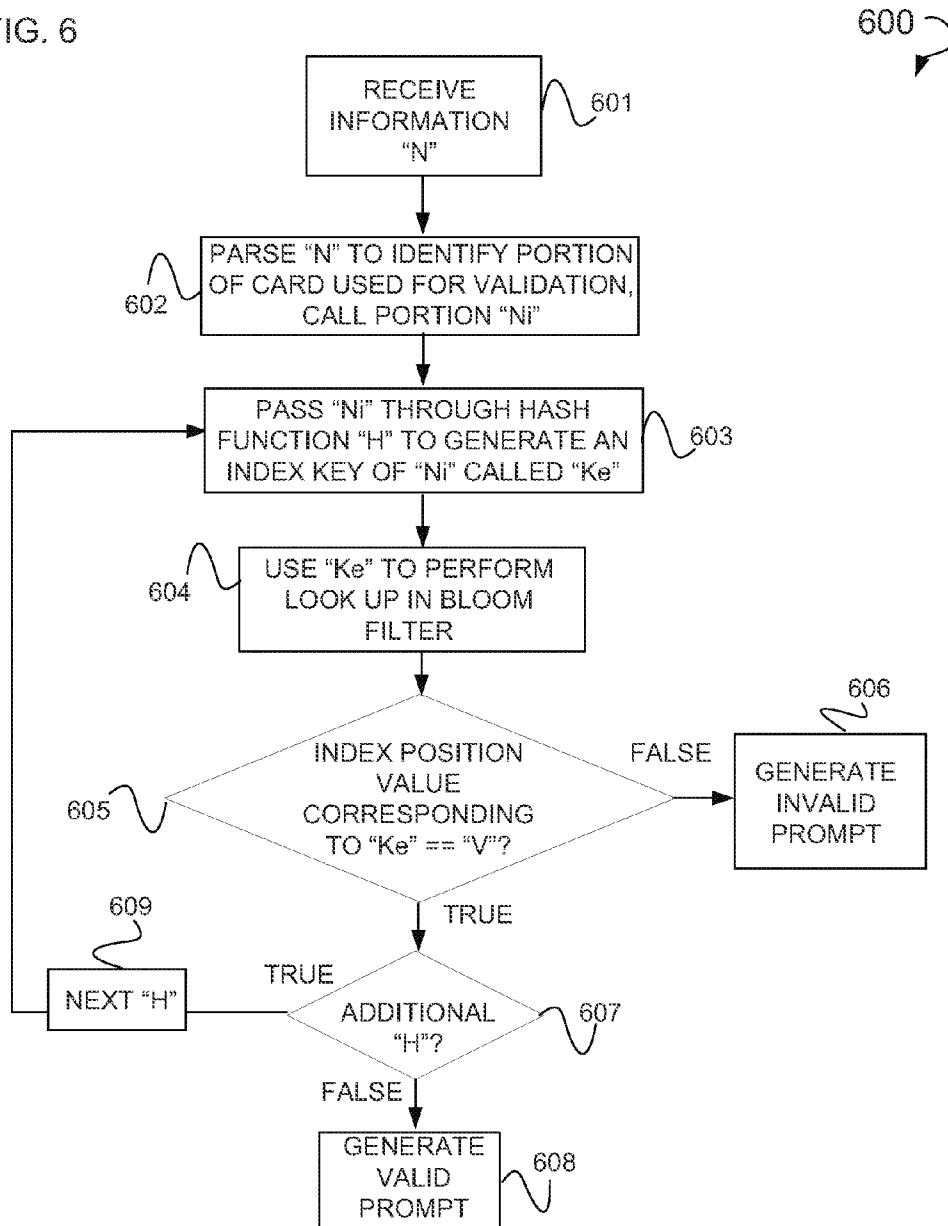 IG. 6
600
RECEIVE
INFORMATION
“N”
601
PARSE “N” TO IDENTIFY PORTION
OF CARD USED FOR VALIDATION,
CALL PORTION “Ni”
602
PASS “Ni” THROUGH HASH
FUNCTION “H” TO GENERATE AN
INDEX KEY OF “Ni” CALLED “Ke”
603
USE “Ke” TO PERFORM
LOOK UP IN BLOOM
FILTER
604
INDEX POSITION
VALUE
CORRESPONDING
TO “Ke” == “V”?
605
FALSE
606
GENERATE
INVALID
PROMPT
TRUE
609
NEXT “H”
TRUE
ADDITIONAL
“H”?
607
FALSE
GENERATE
VALID
PROMPT
608